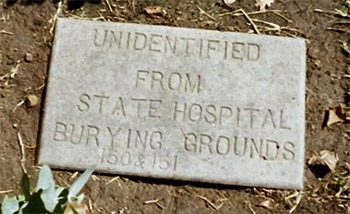 UNIDENTIFIED
FROM
STATE HOSPITAL
BURYING GROUNDS
150 & 151